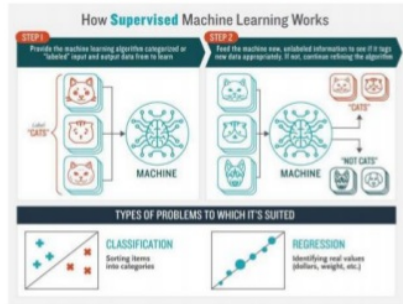 How Supervised Machine Learning Works
STEP 1
Provide the machine learning algorithm categorized or
"labeled" input and output data from to learn
STEP 2
Feed the machine new, unlabeled information to see if it tags
new data appropriately. If not, continue refining the algorithm
Label
"CATS"
MACHINE
MACHINE
"CATS"
"NOT CATS"
TYPES OF PROBLEMS TO WHICH IT'S SUITED
CLASSIFICATION
Sorting items
into categories
REGRESSION
Identifying real values
(dollars, weight, etc.)